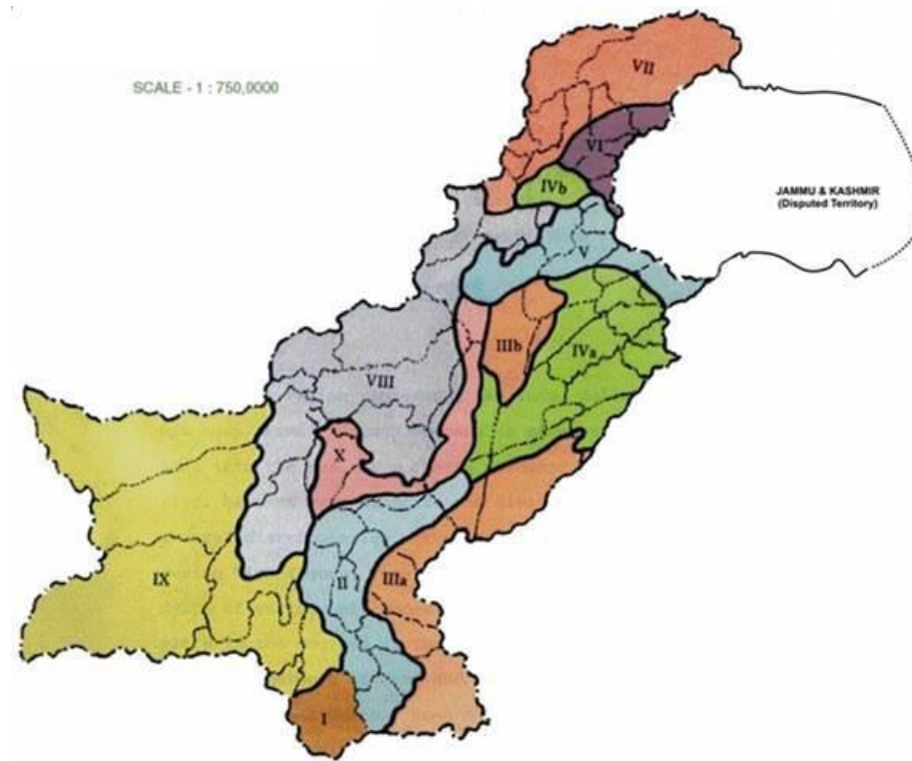 SCALE - 1 : 750,0000
VII
VI
IVb
JAMMU & KASHMIR
(Disputed Territory)
V
IIIb
IVa
VIII
X
IX
II
IIIa
I